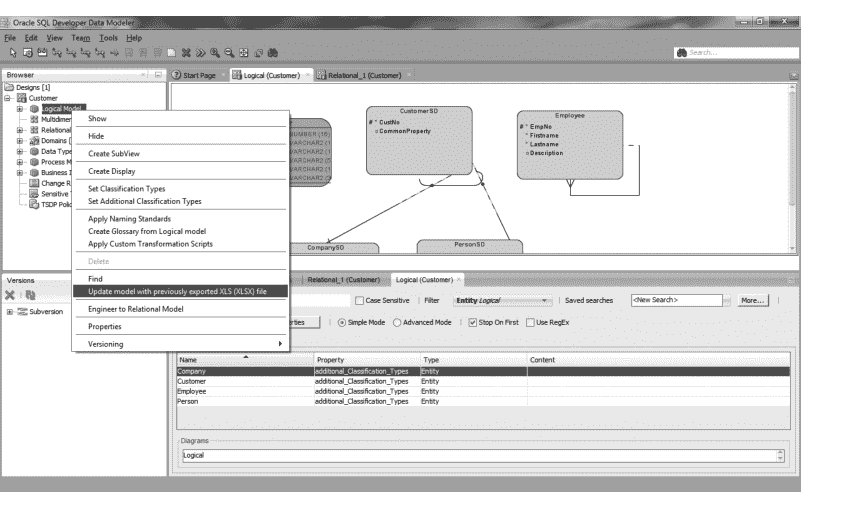 Oracle SQL Developer Data Modeler
File Edit View Team Tools Help
Search...
Browser
Start Page Logical (Customer) Relational_1 (Customer)
Designs [1]
Customer
Logical Model
Multidimen
Relational
Domains [
Data Type
Process M
Business I
Change R
Sensitive T
TSDP Polic
Show
Hide
Create SubView
Create Display
Set Classification Types
Set Additional Classification Types
Apply Naming Standards
Create Glossary from Logical model
Apply Custom Transformation Scripts
Delete
Find
Update model with previously exported XLS (XLSX) file
Engineer to Relational Model
Properties
Versioning
CustomerSD
# * CustNo
o CommonProperty
Employee
# * EmpNo
* Firstname
* Lastname
o Description
CompanySD
PersonSD
Versions
Subversion
Relational_1 (Customer) Logical (Customer)
Case Sensitive Filter Entity Logical Saved searches <New Search> More...
rties Simple Mode Advanced Mode Stop On First Use RegEx
Name Property Type Content
Company additional_Classification_Types Entity
Customer additional_Classification_Types Entity
Employee additional_Classification_Types Entity
Person additional_Classification_Types Entity
Diagrams
Logical